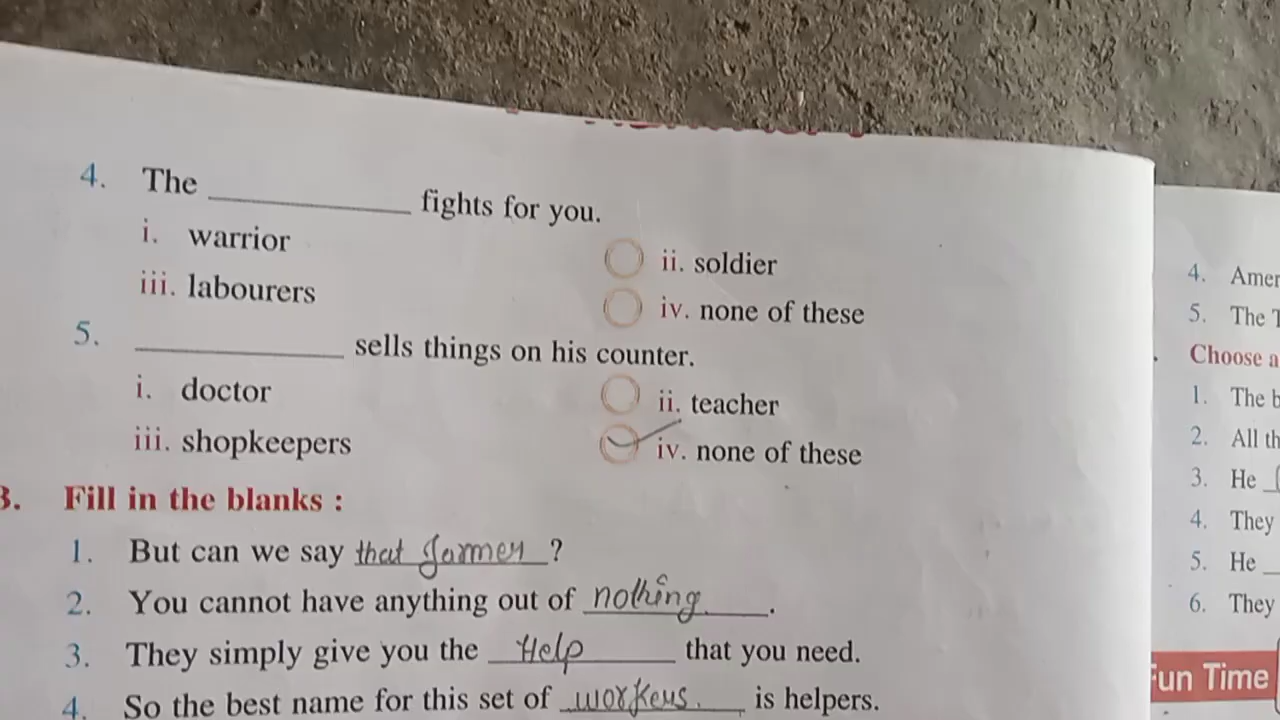 4. The __________ fights for you.
i. warrior
ii. soldier
iii. labourers
iv. none of these
5. __________ sells things on his counter.
i. doctor
ii. teacher
iii. shopkeepers
iv. none of these
Fill in the blanks :
1. But can we say that farmer ?
2. You cannot have anything out of nothing.
3. They simply give you the Help that you need.
4. So the best name for this set of workers. is helpers.
4.
5. The
Choose a
1. The
2. All
3. He
4. They
5. He
6. They
Fun Time